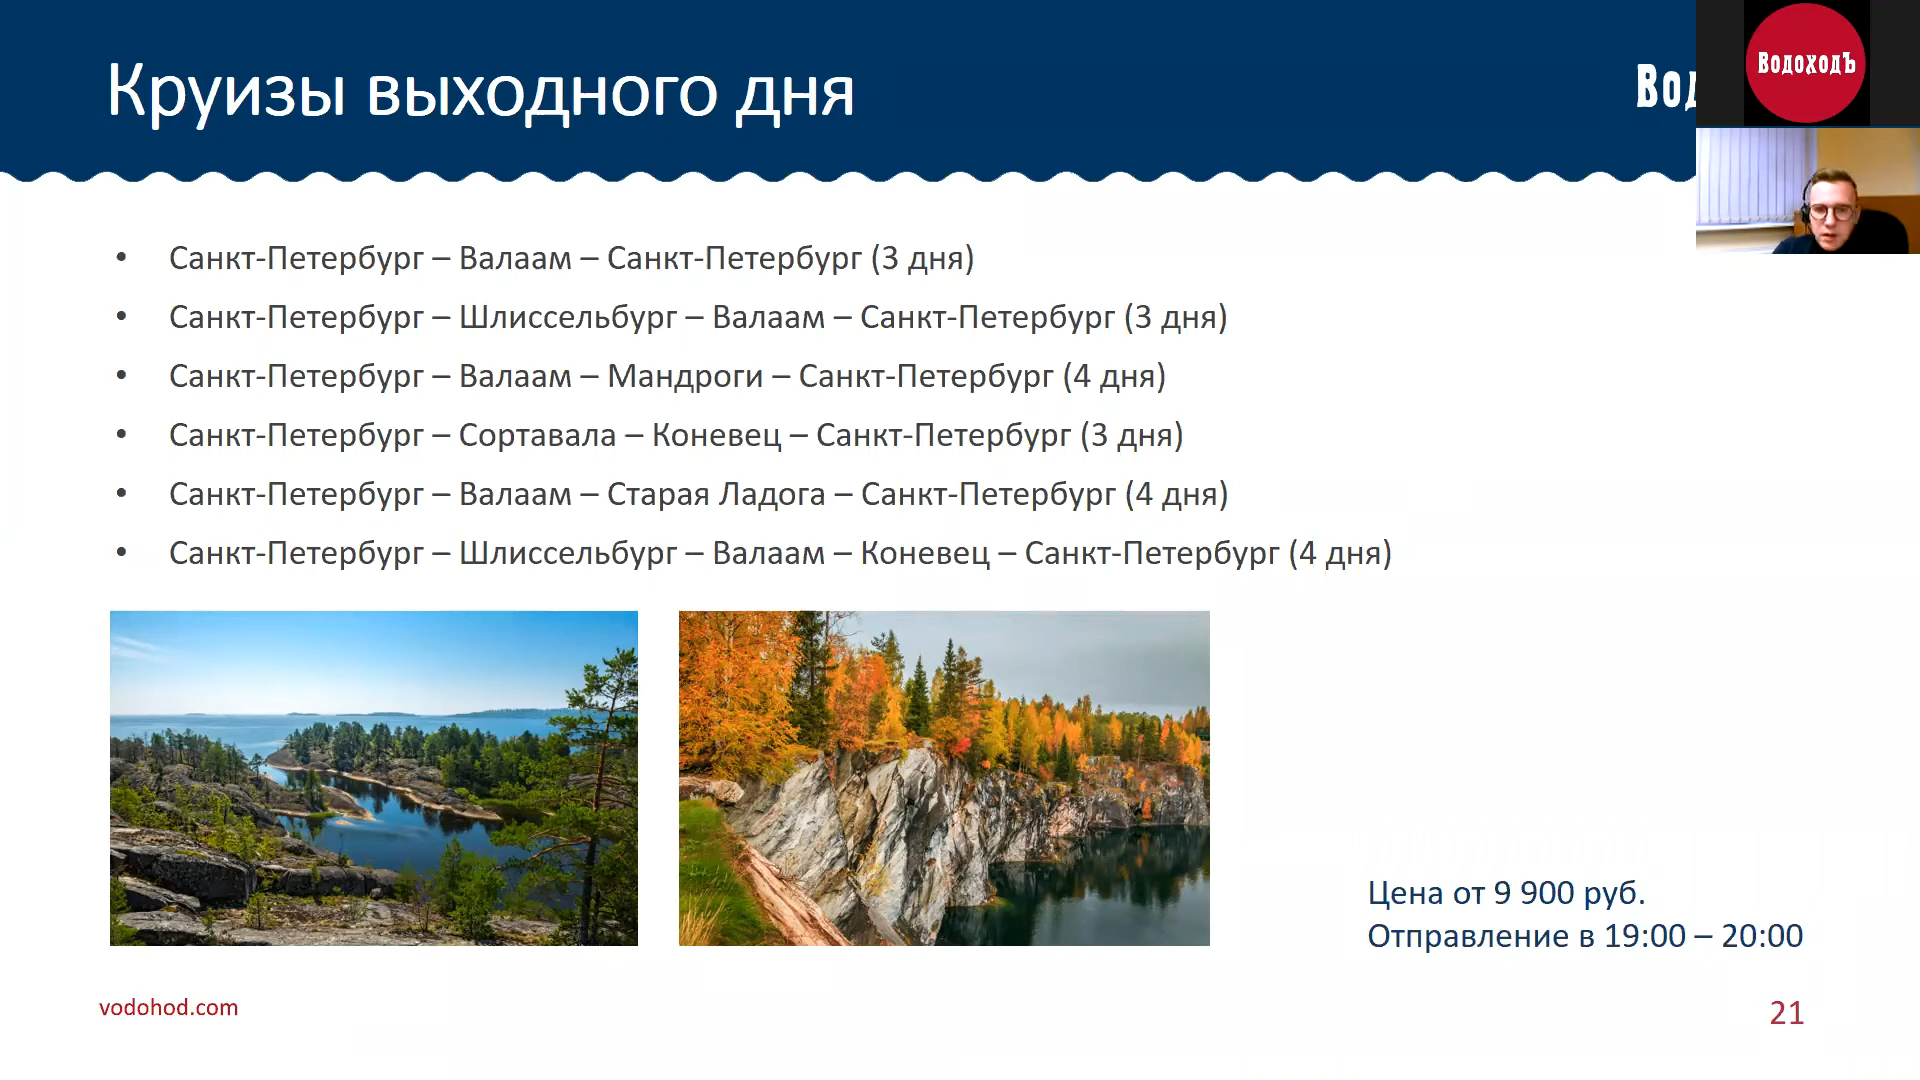 Круизы выходного дня
Вод
ВодоходЪ
• Санкт-Петербург – Валаам – Санкт-Петербург (3 дня)
• Санкт-Петербург – Шлиссельбург – Валаам – Санкт-Петербург (3 дня)
• Санкт-Петербург – Валаам – Мандроги – Санкт-Петербург (4 дня)
• Санкт-Петербург – Сортавала – Коневец – Санкт-Петербург (3 дня)
• Санкт-Петербург – Валаам – Старая Ладога – Санкт-Петербург (4 дня)
• Санкт-Петербург – Шлиссельбург – Валаам – Коневец – Санкт-Петербург (4 дня)
Цена от 9 900 руб.
Отправление в 19:00 – 20:00
vodohod.com
21